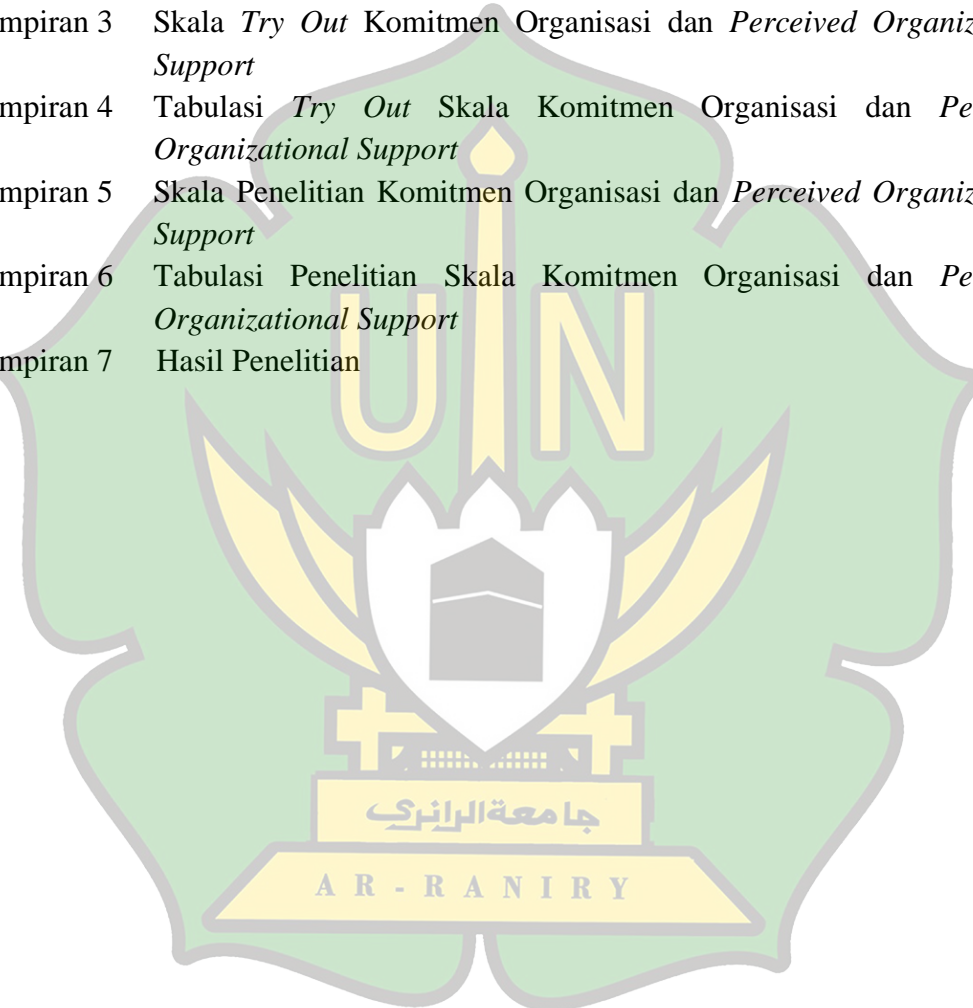 mpiran 3 Skala Try Out Komitmen Organisasi dan Perceived Organiz
Support
mpiran 4 Tabulasi Try Out Skala Komitmen Organisasi dan Pe
Organizational Support
mpiran 5 Skala Penelitian Komitmen Organisasi dan Perceived Organiz
Support
mpiran 6 Tabulasi Penelitian Skala Komitmen Organisasi dan Pe
Organizational Support
mpiran 7 Hasil Penelitian
UIN
جامعةالرانري
AR-RANIRY